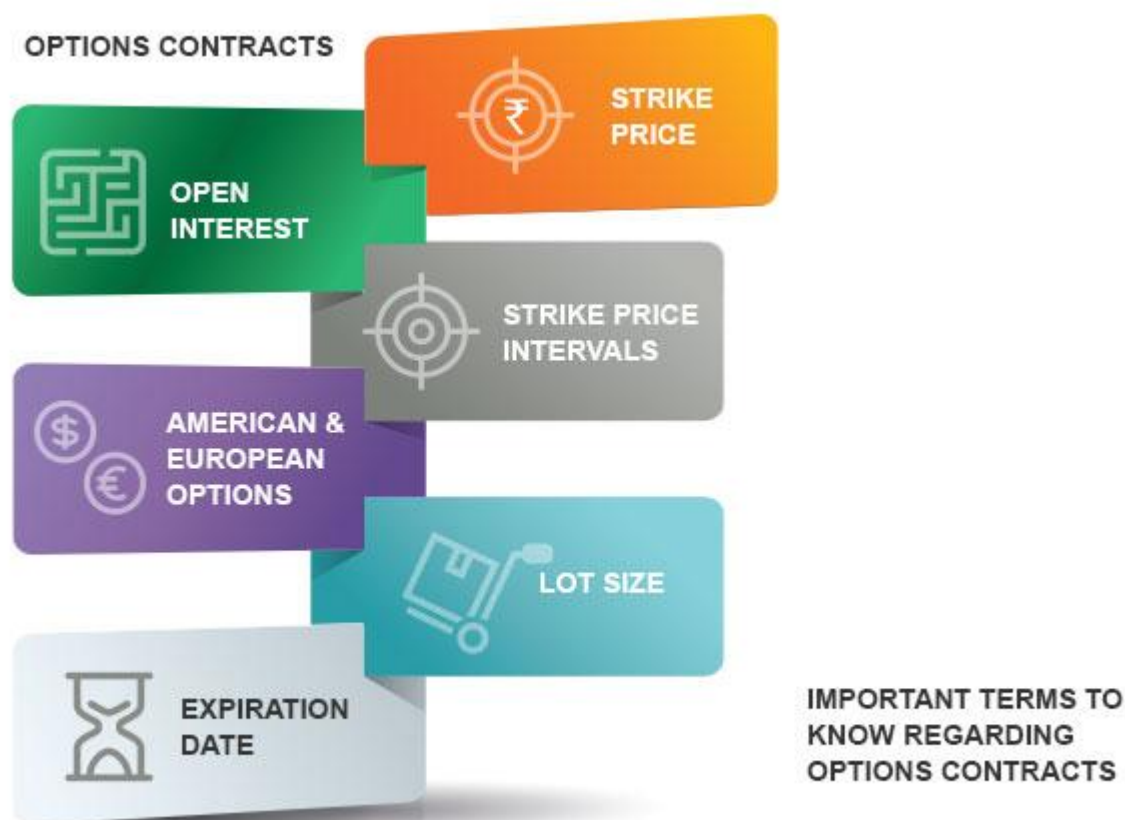 OPTIONS CONTRACTS
STRIKE
PRICE
₹
OPEN
INTEREST
STRIKE PRICE
INTERVALS
AMERICAN &
EUROPEAN
OPTIONS
$
€
LOT SIZE
EXPIRATION
DATE
IMPORTANT TERMS TO
KNOW REGARDING
OPTIONS CONTRACTS